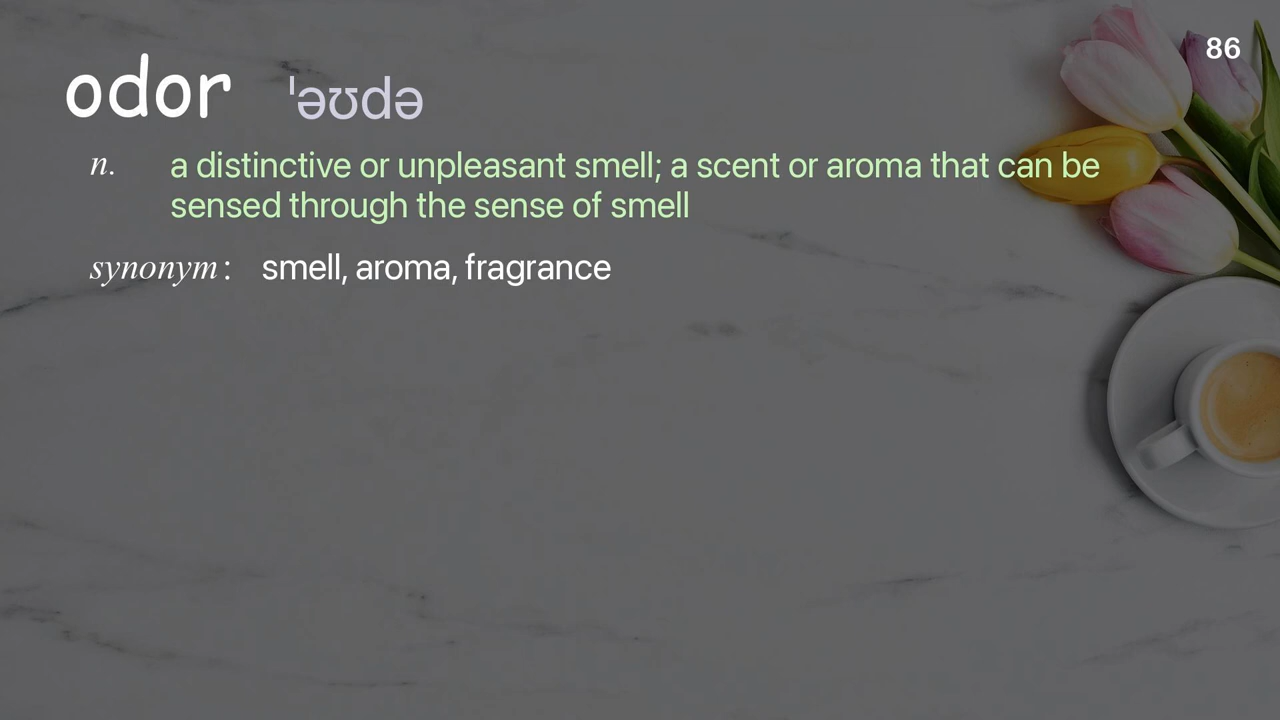 86
odor ˈəʊdə
n. a distinctive or unpleasant smell; a scent or aroma that can be
sensed through the sense of smell
synonym: smell, aroma, fragrance